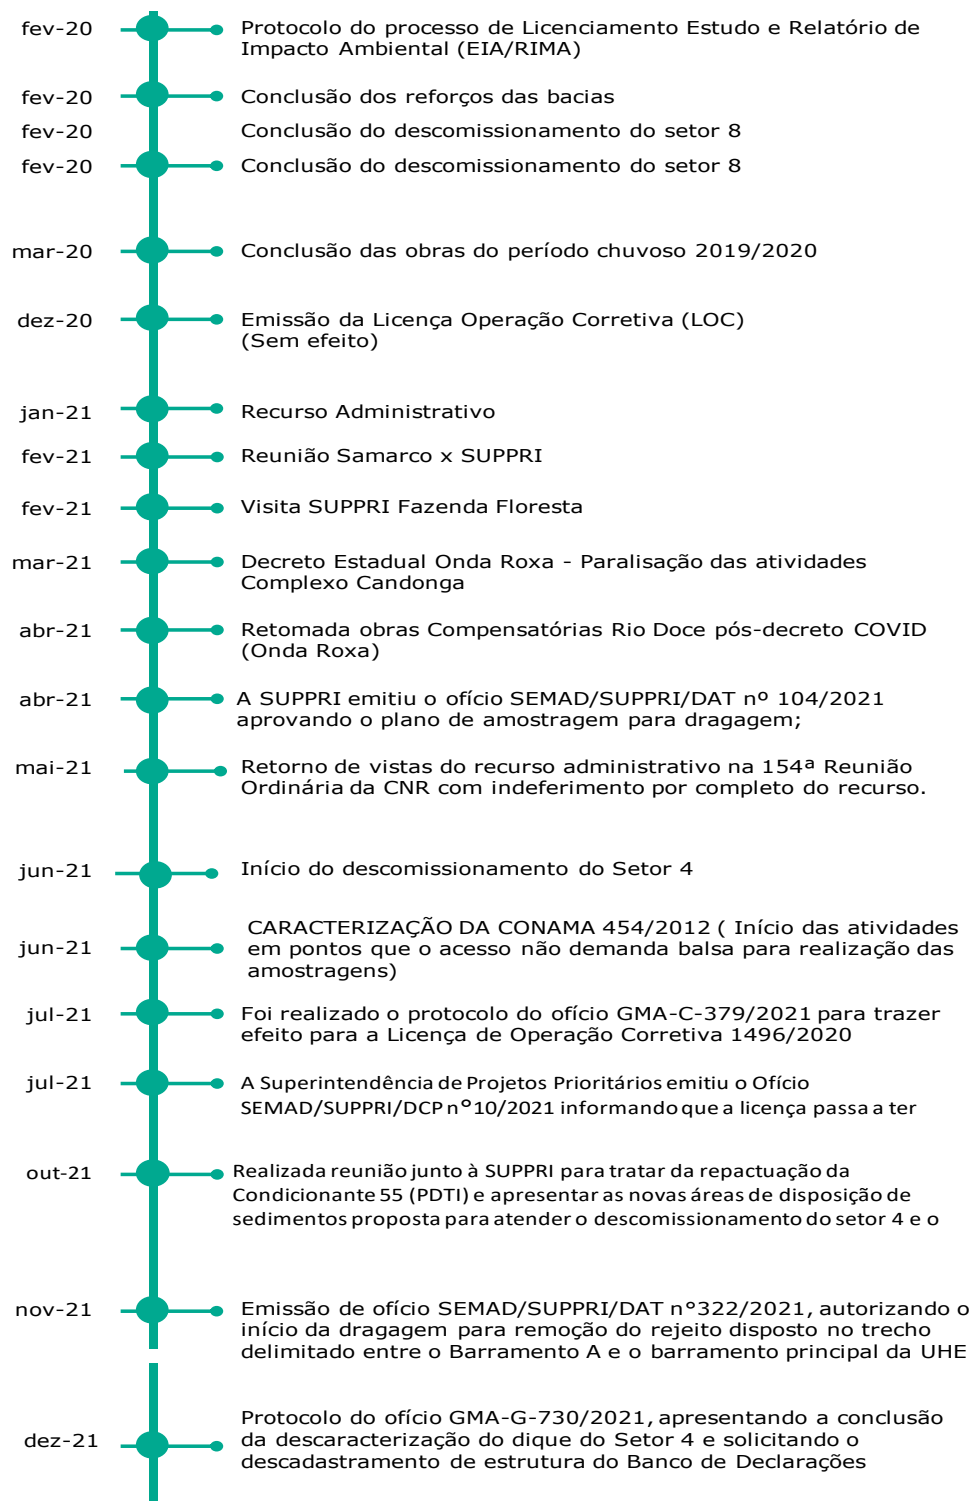 fev-20 Protocolo do processo de Licenciamento Estudo e Relatório de
Impacto Ambiental (EIA/RIMA)
fev-20 Conclusão dos reforços das bacias
fev-20 Conclusão do descomissionamento do setor 8
fev-20 Conclusão do descomissionamento do setor 8
mar-20 Conclusão das obras do período chuvoso 2019/2020
dez-20 Emissão da Licença Operação Corretiva (LOC)
(Sem efeito)
jan-21 Recurso Administrativo
fev-21 Reunião Samarco x SUPPRI
fev-21 Visita SUPPRI Fazenda Floresta
mar-21 Decreto Estadual Onda Roxa - Paralisação das atividades
Complexo Candonga
abr-21 Retomada obras Compensatórias Rio Doce pós-decreto COVID
(Onda Roxa)
abr-21 A SUPPRI emitiu o ofício SEMAD/SUPPRI/DAT nº 104/2021
aprovando o plano de amostragem para dragagem;
mai-21 Retorno de vistas do recurso administrativo na 154ª Reunião
Ordinária da CNR com indeferimento por completo do recurso.
jun-21 Início do descomissionamento do Setor 4
jun-21 CARACTERIZAÇÃO DA CONAMA 454/2012 ( Início das atividades
em pontos que o acesso não demanda balsa para realização das
amostragens)
jul-21 Foi realizado o protocolo do ofício GMA-C-379/2021 para trazer
efeito para a Licença de Operação Corretiva 1496/2020
jul-21 A Superintendência de Projetos Prioritários emitiu o Ofício
SEMAD/SUPPRI/DCP nº10/2021 informando que a licença passa a ter
out-21 Realizada reunião junto à SUPPRI para tratar da repactuação da
Condicionante 55 (PDTI) e apresentar as novas áreas de disposição de
sedimentos proposta para atender o descomissionamento do setor 4 e o
nov-21 Emissão de ofício SEMAD/SUPPRI/DAT n°322/2021, autorizando o
início da dragagem para remoção do rejeito disposto no trecho
delimitado entre o Barramento A e o barramento principal da UHE
dez-21 Protocolo do ofício GMA-G-730/2021, apresentando a conclusão
da descaracterização do dique do Setor 4 e solicitando o
descadastramento de estrutura do Banco de Declarações